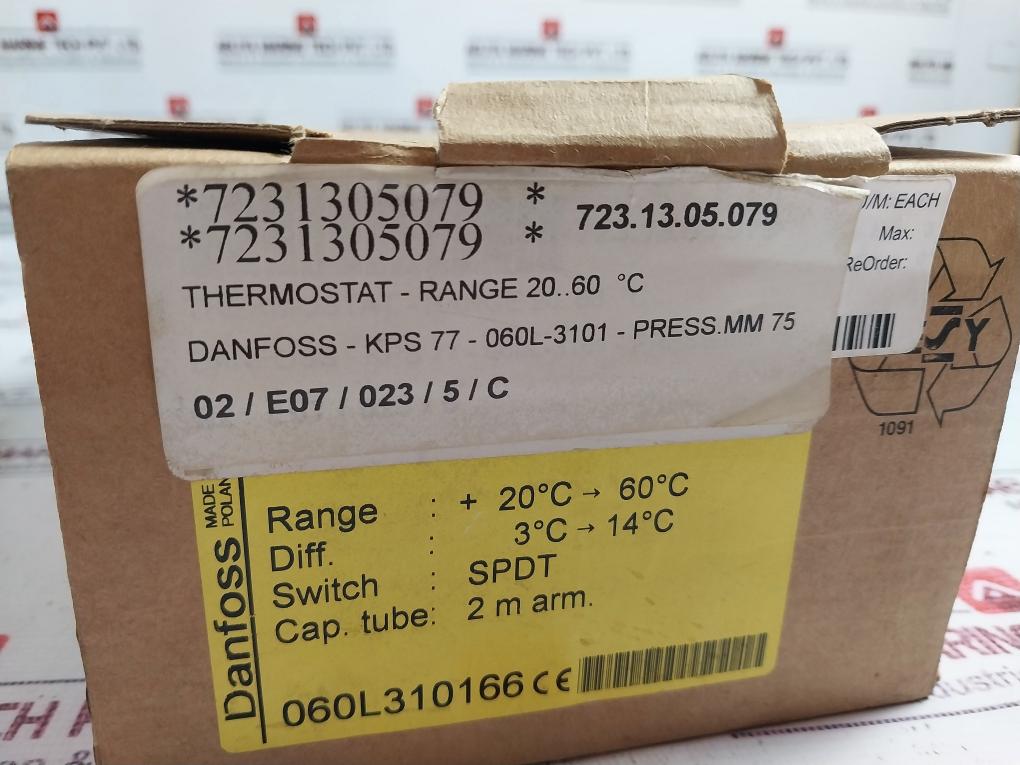 *7231305079 *
*7231305079 *
723.13.05.079
THERMOSTAT - RANGE 20..60 °C
DANFOSS - KPS 77 - 060L-3101 - PRESS.MM 75
02 / E07 / 023 / 5 / C
/M: EACH
Max:
ReOrder:
SY
1091
Danfoss
MADE
POLAN
Range : + 20°C → 60°C
Diff. : 3°C → 14°C
Switch : SPDT
Cap. tube: 2 m arm.
060L310166 CE